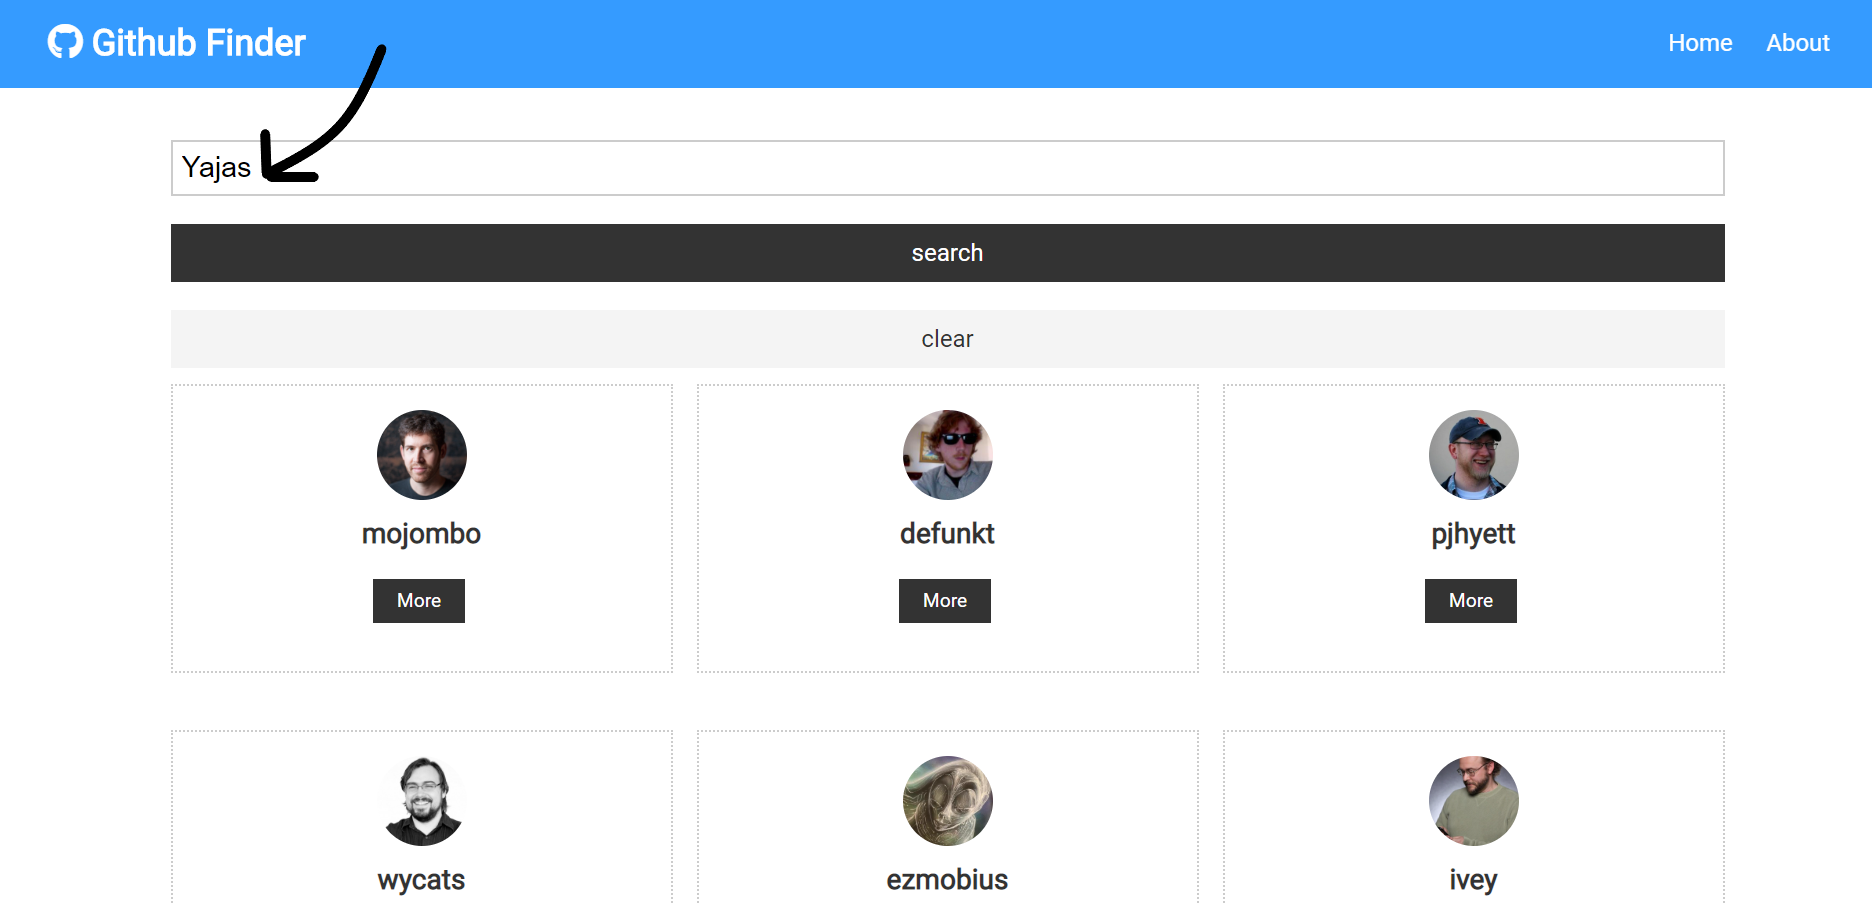 Github Finder
Home About
Yajas
search
clear
mojombo defunkt pjhyett
More More More
wycats ezmobius ivey